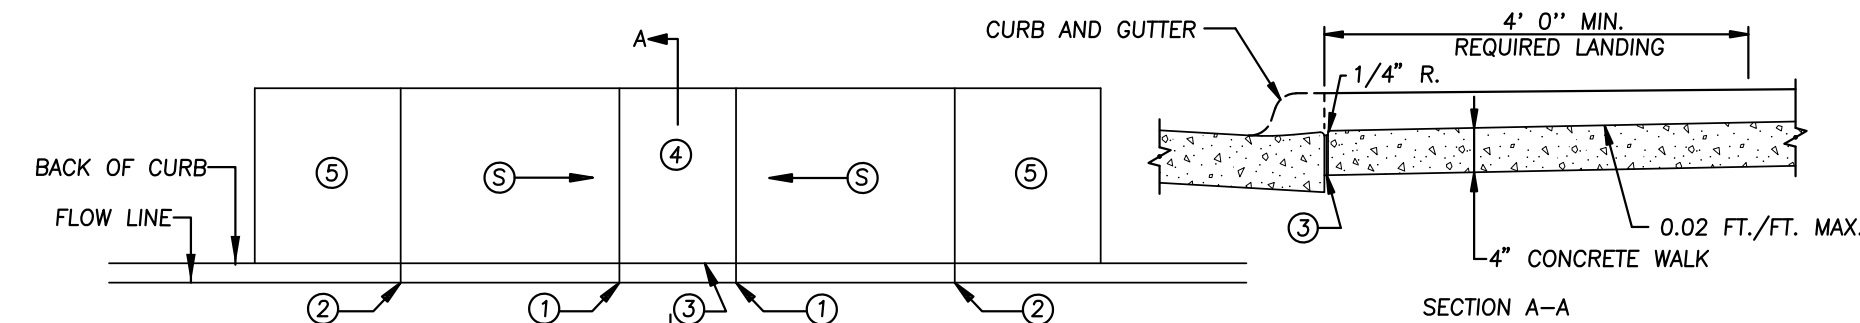 4' 0" MIN.
CURB AND GUTTER
REQUIRED LANDING
A
1/4" R.
BACK OF CURB
5
S
4
S
5
FLOW LINE
3
0.02 FT./FT. MAX.
4" CONCRETE WALK
2
1
3
1
2
SECTION A-A